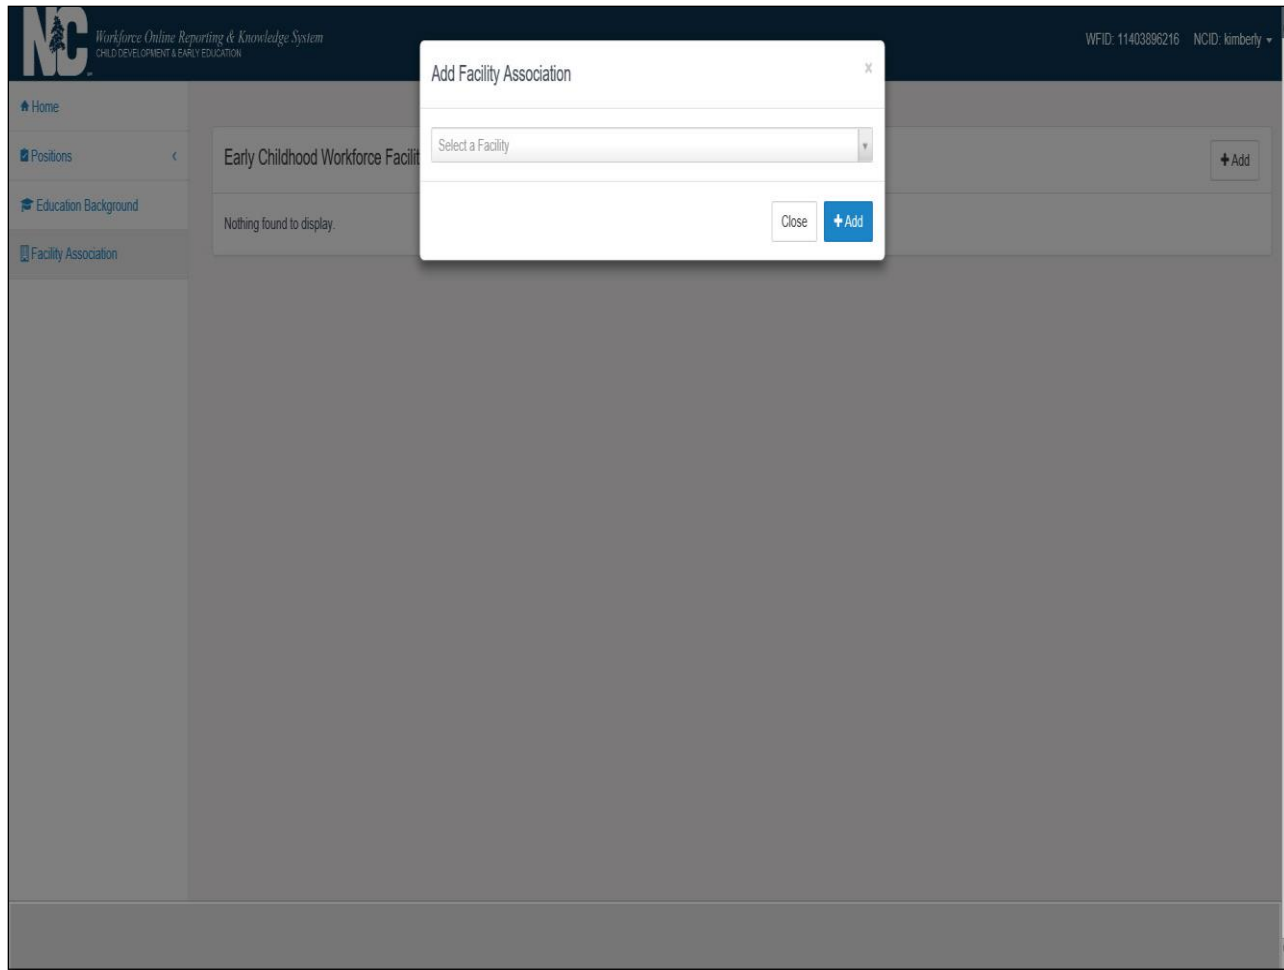 NC
Workforce Online Reporting & Knowledge System
CHILD DEVELOPMENT & EARLY EDUCATION
WFID: 11403896216 NCID: kimberly
Add Facility Association x
Home
Positions
Select a Facility
Early Childhood Workforce Facilit
+ Add
Education Background
Nothing found to display.
Close + Add
Facility Association